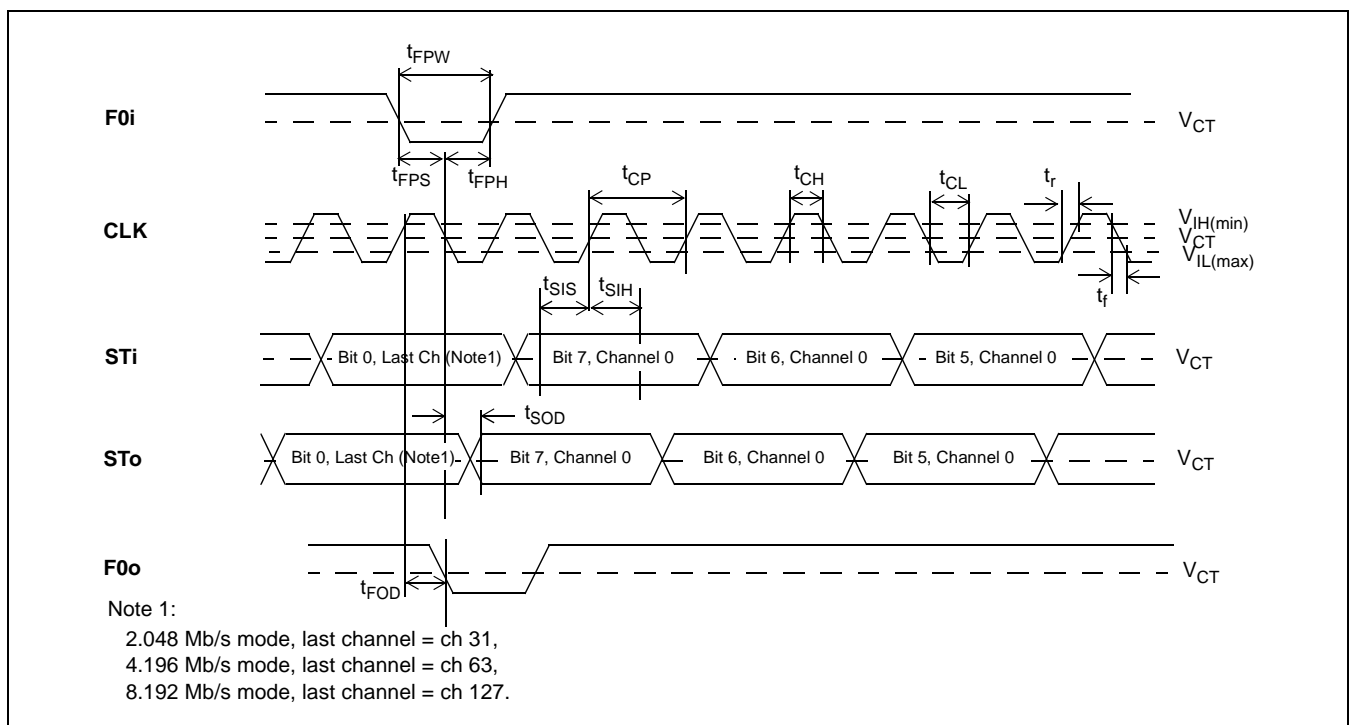 tFPW
F0i
VCT
tFPS
tFPH
tCP
tCH
tCL
tr
CLK
VIH(min)
VCT
VIL(max)
tSIS
tSIH
tf
STi
Bit 0, Last Ch (Note1)
Bit 7, Channel 0
Bit 6, Channel 0
Bit 5, Channel 0
VCT
tSOD
STo
Bit 0, Last Ch (Note1)
Bit 7, Channel 0
Bit 6, Channel 0
Bit 5, Channel 0
VCT
F0o
VCT
tFOD
Note 1:
2.048 Mb/s mode, last channel = ch 31,
4.196 Mb/s mode, last channel = ch 63,
8.192 Mb/s mode, last channel = ch 127.